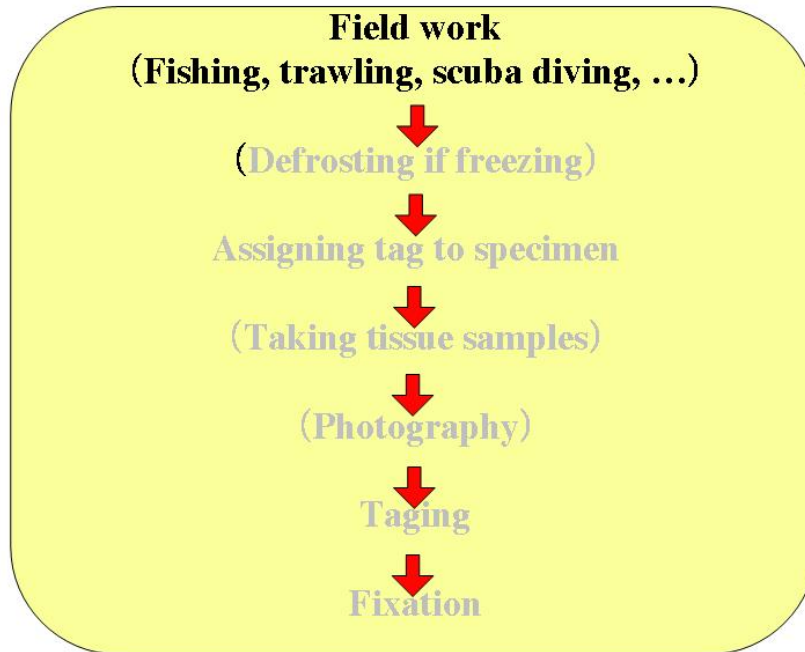 Field work
(Fishing, trawling, scuba diving, …)
(Defrosting if freezing)
Assigning tag to specimen
(Taking tissue samples)
(Photography)
Taging
Fixation